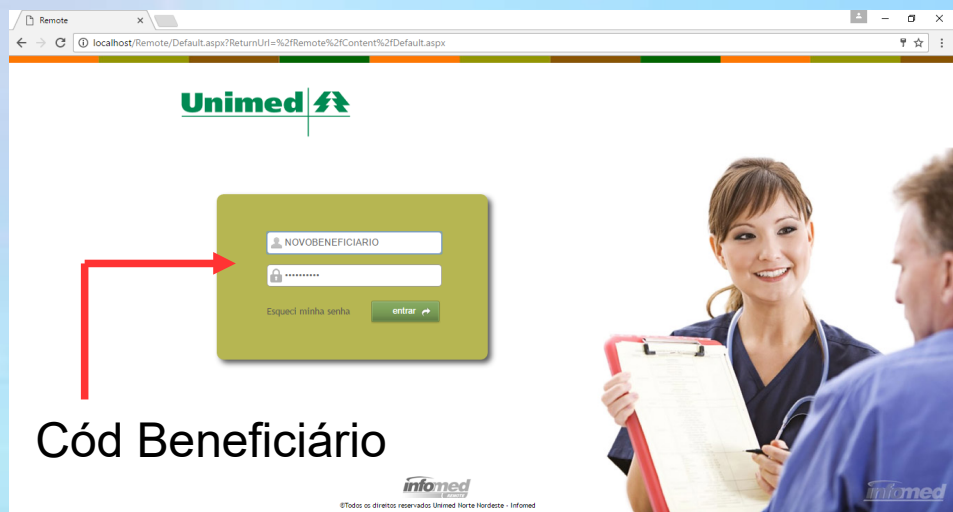 Remote
localhost/Remote/Default.aspx?ReturnUrl=%2fRemote%2fContent%2fDefault.aspx
Unimed
NOVOBENEFICIARIO
••••••••••
Esqueci minha senha
entrar
Cód Beneficiário
infomed
REMOTE
©Todos os direitos reservados Unimed Norte Nordeste - Infomed
infomed